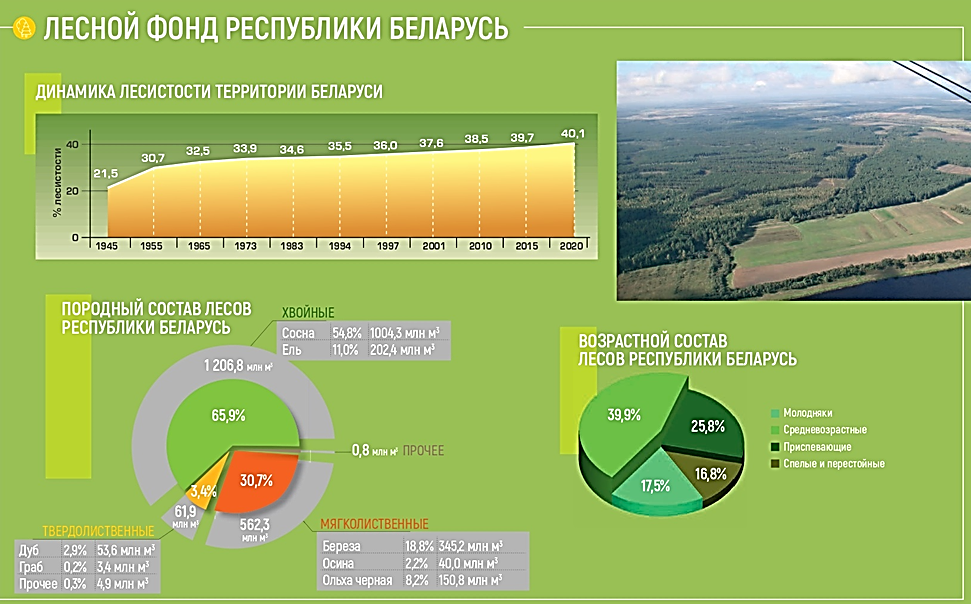 ЛЕСНОЙ ФОНД РЕСПУБЛИКИ БЕЛАРУСЬ
ДИНАМИКА ЛЕСИСТОСТИ ТЕРРИТОРИИ БЕЛАРУСИ
% лесистости
40
20
0
21,5 30,7 32,5 33,9 34,6 35,5 36,0 37,6 38,5 39,7 40,1
1945 1955 1965 1973 1983 1994 1997 2001 2010 2015 2020
ПОРОДНЫЙ СОСТАВ ЛЕСОВ
РЕСПУБЛИКИ БЕЛАРУСЬ
ХВОЙНЫЕ
Сосна 54,8% 1004,3 млн м³
Ель 11,0% 202,4 млн м³
1 206,8 млн м³
65,9%
0,8 млн м³ ПРОЧЕЕ
30,7%
3,4%
61,9
млн м³
562,3
млн м³
ТВЕРДОЛИСТВЕННЫЕ
Дуб 2,9% 53,6 млн м³
Граб 0,2% 3,4 млн м³
Прочее 0,3% 4,9 млн м³
МЯГКОЛИСТВЕННЫЕ
Береза 18,8% 345,2 млн м³
Осина 2,2% 40,0 млн м³
Ольха черная 8,2% 150,8 млн м³
ВОЗРАСТНОЙ СОСТАВ
ЛЕСОВ РЕСПУБЛИКИ БЕЛАРУСЬ
39,9%
25,8%
16,8%
17,5%
Молодняки
Средневозрастные
Приспевающие
Спелые и перестойные